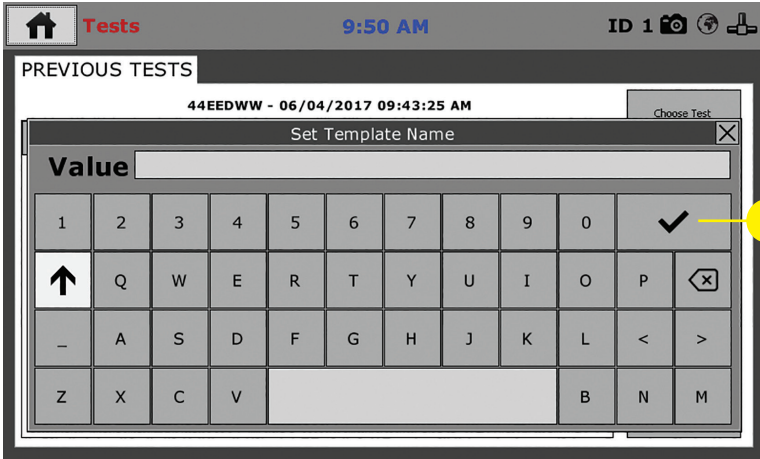 Tests 9:50 AM ID 1
PREVIOUS TESTS
44EEDWW - 06/04/2017 09:43:25 AM
Choose Test
Set Template Name
Value
1 2 3 4 5 6 7 8 9 0
Q W E R T Y U I O P
_ A S D F G H J K L < >
Z X C V B N M